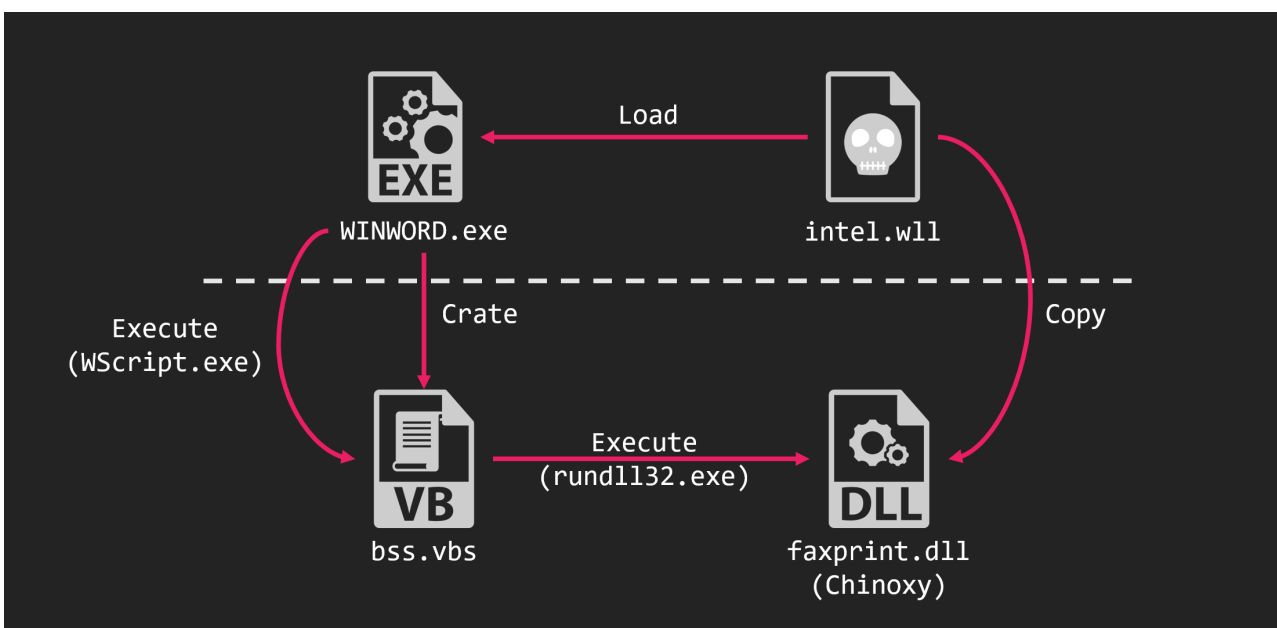 Load
EXE
WINWORD.exe
intel.wll
Crate
Copy
Execute
(WScript.exe)
Execute
(rundll32.exe)
VB
DLL
bss.vbs
faxprint.dll
(Chinoxy)